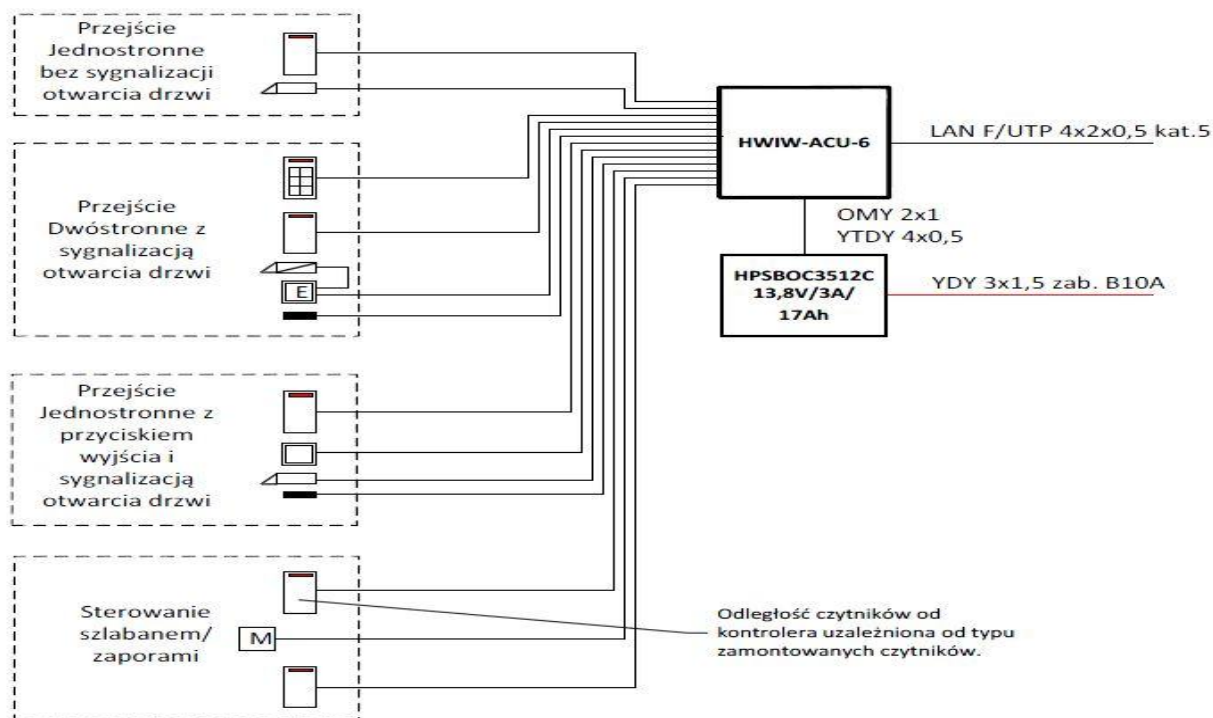 Przejście
Jednostronne
bez sygnalizacji
otwarcia drzwi
Przejście
Dwóstronne z
sygnalizacją
otwarcia drzwi
E
Przejście
Jednostronne z
przyciskiem
wyjścia i
sygnalizacją
otwarcia drzwi
Sterowanie
szlabanem/
zaporami
M
HWIW-ACU-6
LAN F/UTP 4x2x0,5 kat.5
OMY 2x1
YTDY 4x0,5
HPSBOC3512C
13,8V/3A/
17Ah
YDY 3x1,5 zab. B10A
Odległość czytników od
kontrolera uzależniona od typu
zamontowanych czytników.